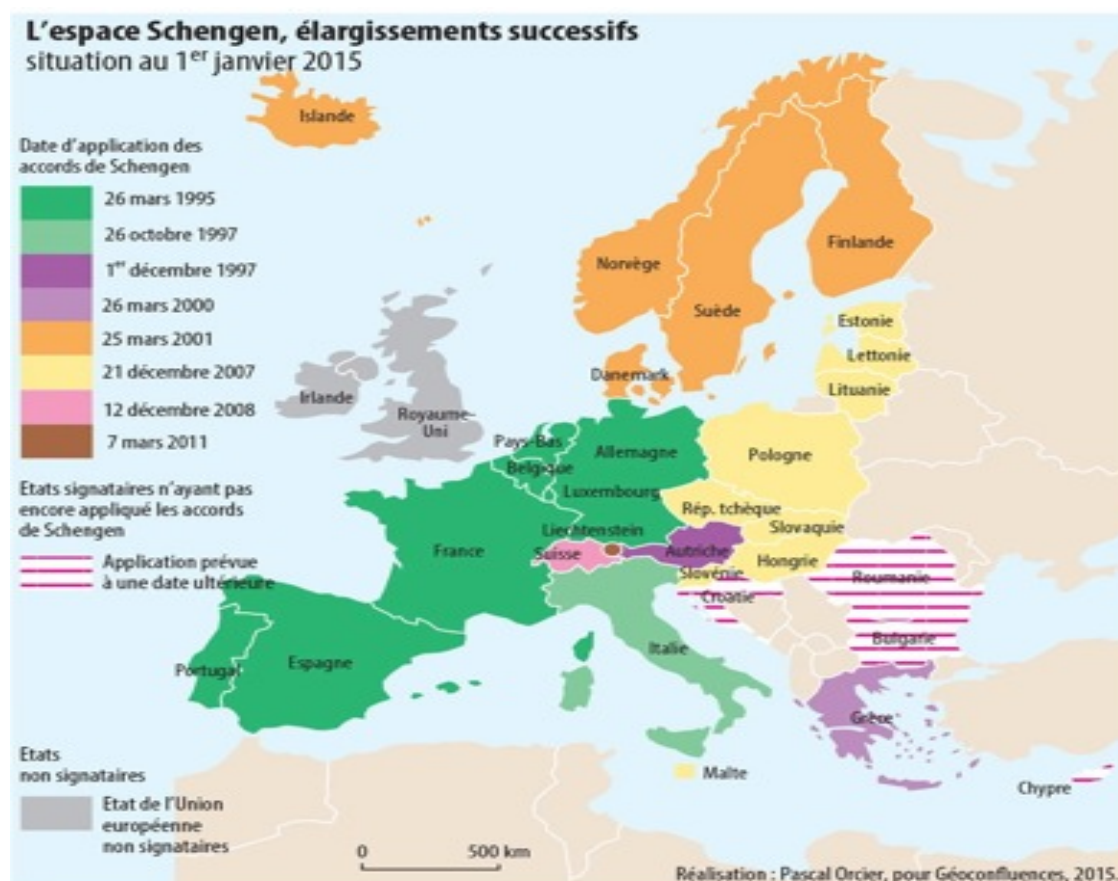 L'espace Schengen, élargissements successifs
situation au 1er janvier 2015
Date d'application des
accords de Schengen
26 mars 1995
26 octobre 1997
1er décembre 1997
26 mars 2000
25 mars 2001
21 décembre 2007
12 décembre 2008
7 mars 2011
Etats signataires n'ayant pas
encore appliqué les accords
de Schengen
Application prévue
à une date ultérieure
Etats
non signataires
Etat de l'Union
européenne
non signataires
Islande
Norvège
Suède
Finlande
Estonie
Lettonie
Lituanie
Danemark
Irlande
Royaume-
Uni
Pays-Bas
Belgique
Allemagne
Luxembourg
Pologne
Rép. tchèque
Slovaquie
Liechtenstein
France
Suisse
Autriche
Hongrie
Slovénie
Croatie
Roumanie
Bulgarie
Italie
Portugal
Espagne
Grèce
Malte
Chypre
0 500 km
Réalisation : Pascal Orcier, pour Géoconfluences, 2015